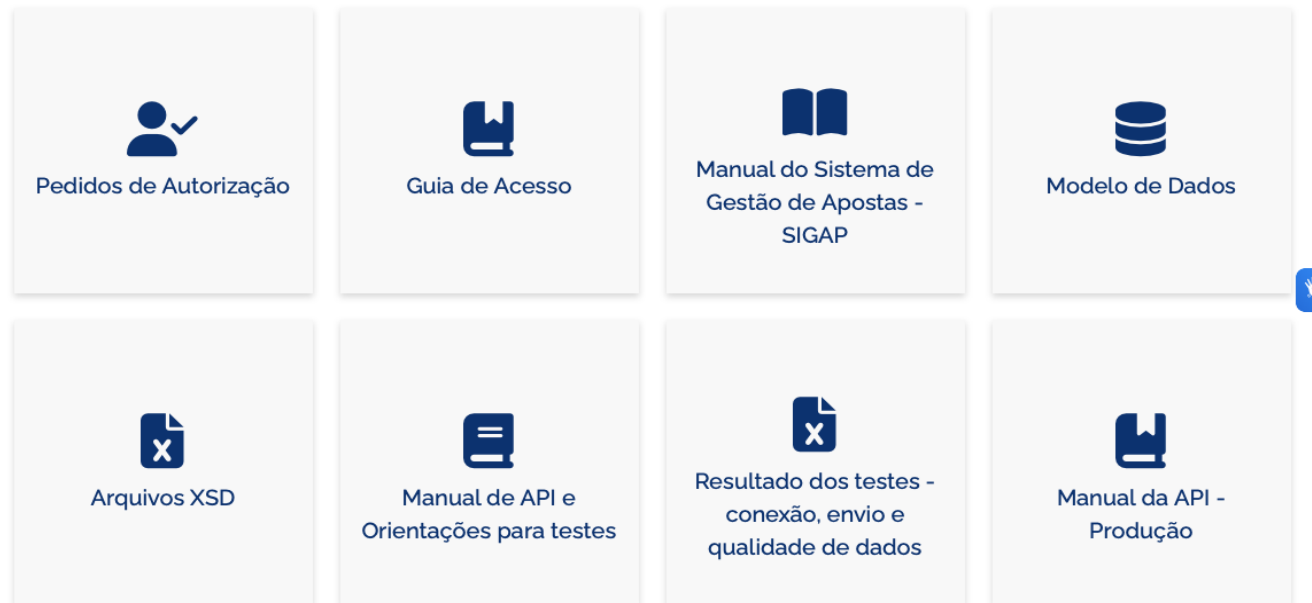 Pedidos de Autorização
Guia de Acesso
Manual do Sistema de
Gestão de Apostas -
SIGAP
Modelo de Dados
Arquivos XSD
Manual de API e
Orientações para testes
Resultado dos testes -
conexão, envio e
qualidade de dados
Manual da API -
Produção